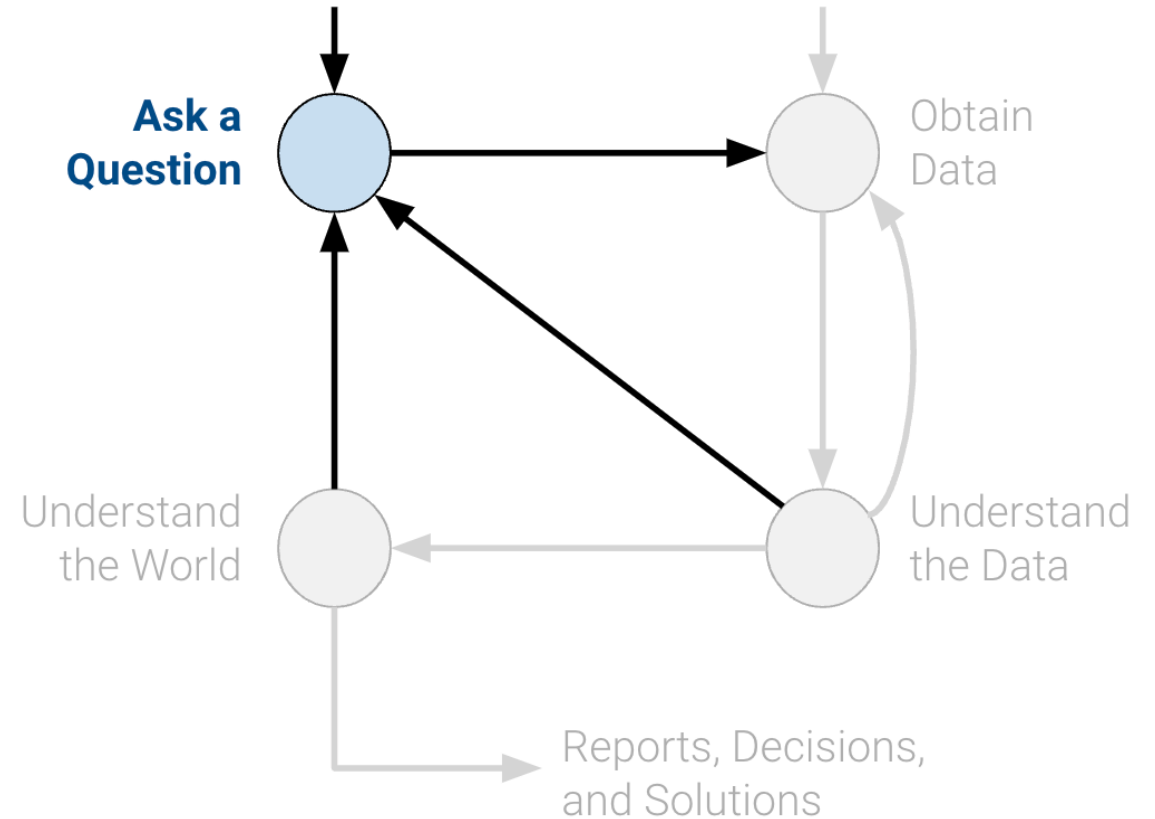 Ask a
Question
Obtain
Data
Understand
the World
Understand
the Data
Reports, Decisions,
and Solutions